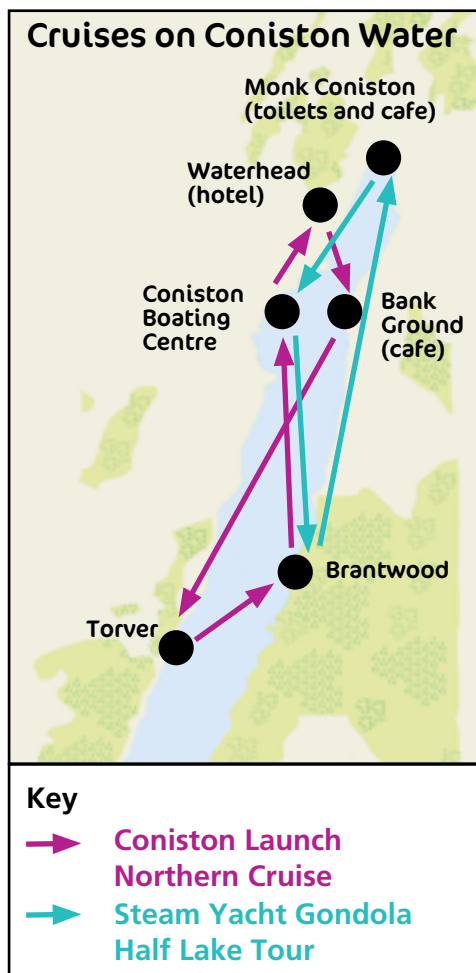 Cruises on Coniston Water
Monk Coniston
(toilets and cafe)
Waterhead
(hotel)
Coniston
Boating
Centre
Bank
Ground
(cafe)
Brantwood
Torver
Key
Coniston Launch
Northern Cruise
Steam Yacht Gondola
Half Lake Tour